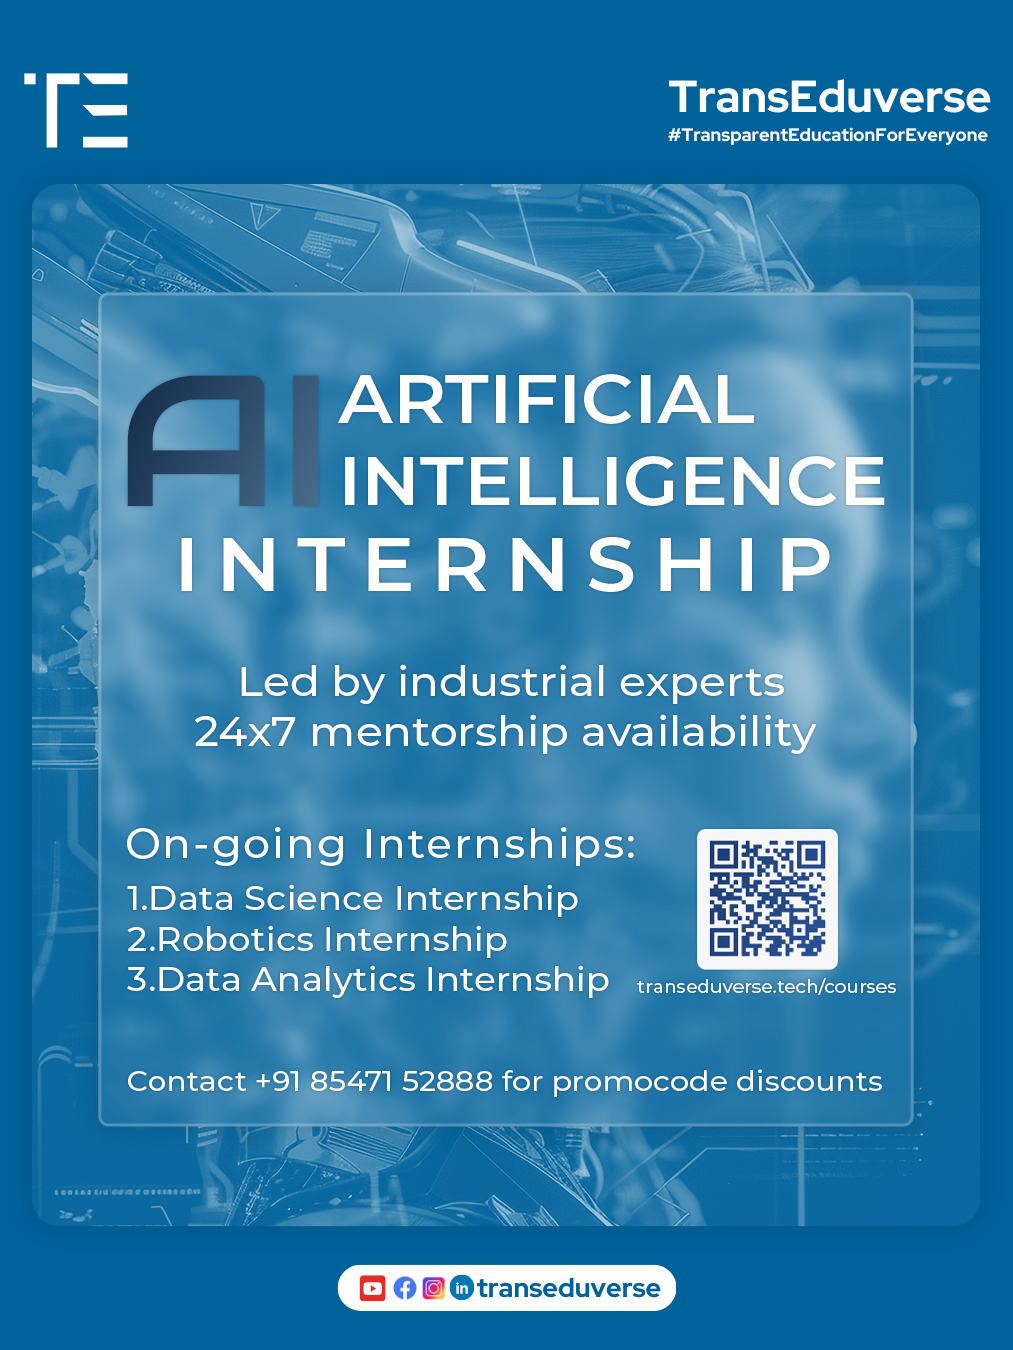 TE
TransEduverse
#TransparentEducationForEveryone
AI
ARTIFICIAL
INTELLIGENCE
INTERNSHIP
Led by industrial experts
24x7 mentorship availability
On-going Internships:
1.Data Science Internship
2.Robotics Internship
3.Data Analytics Internship
transeduverse.tech/courses
Contact +91 85471 52888 for promocode discounts
in
transeduverse